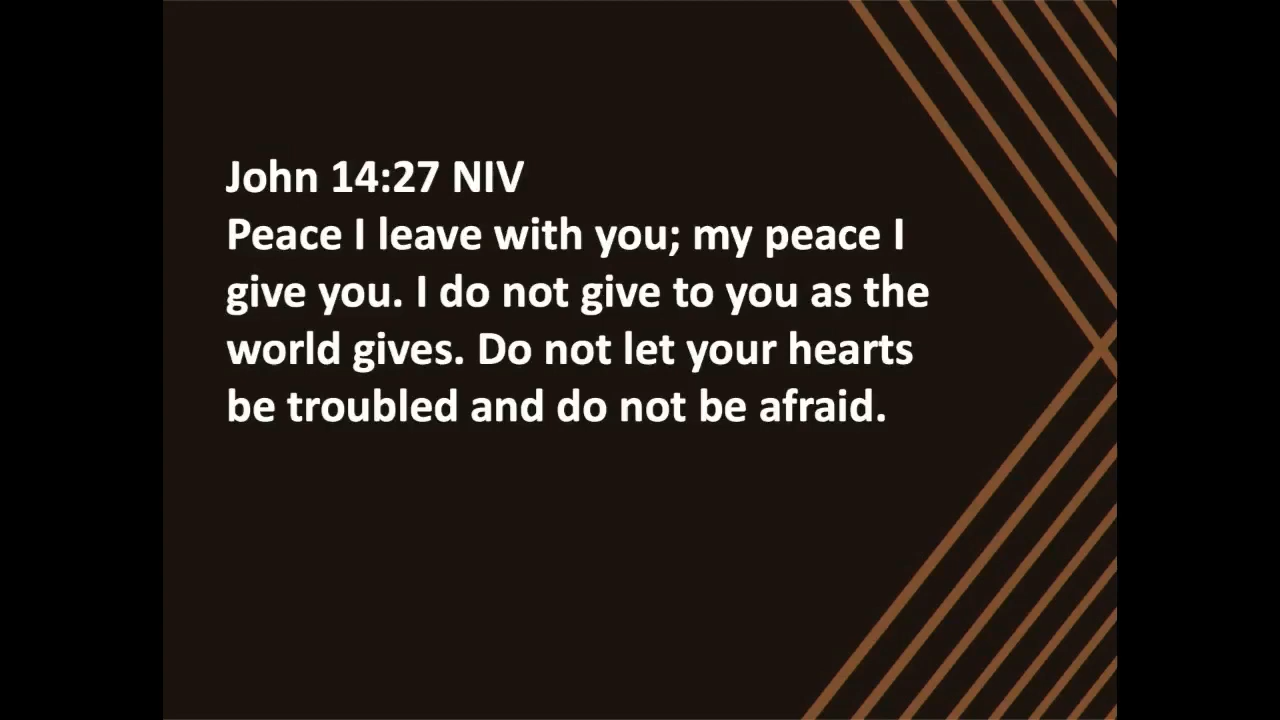 John 14:27 NIV
Peace I leave with you; my peace I
give you. I do not give to you as the
world gives. Do not let your hearts
be troubled and do not be afraid.